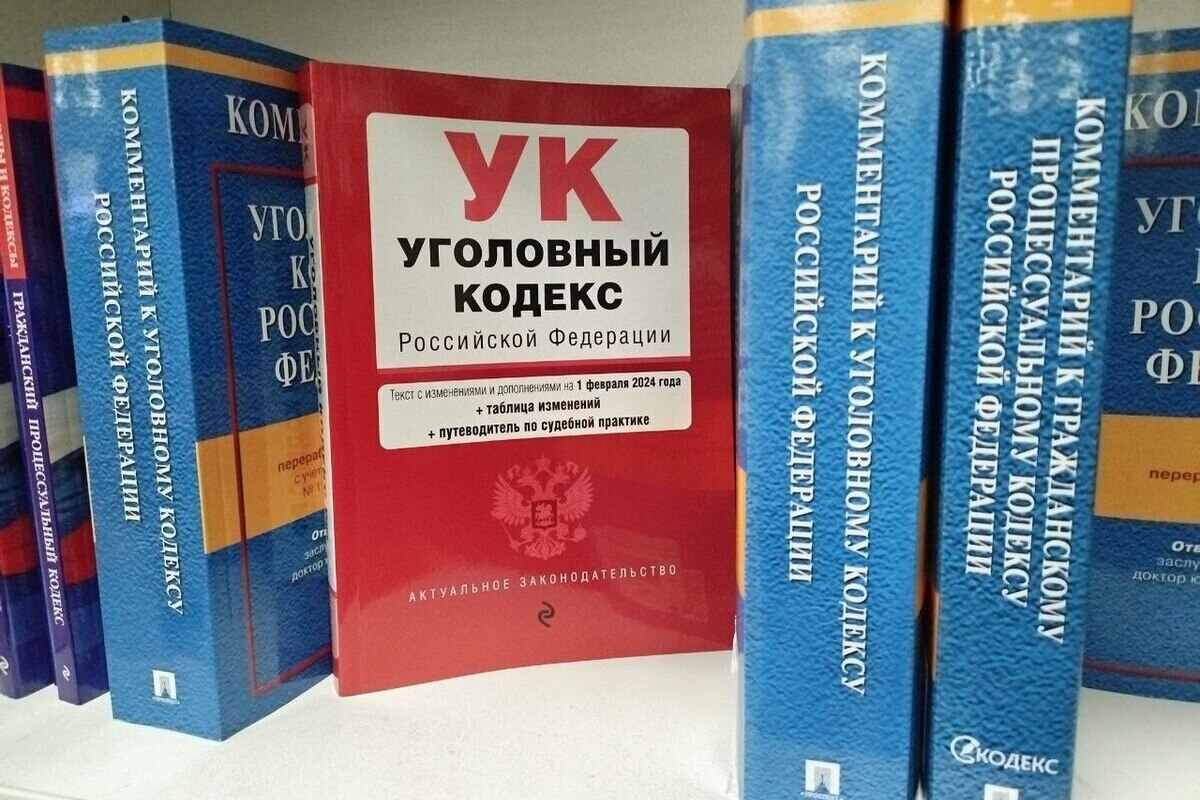 ГРАЖДАНСКИЙ ПРОЦЕССУАЛЬНЫЙ КОДЕКС
КОММЕНТАРИЙ К УГОЛОВНОМУ КОДЕКСУ
РОССИЙСКОЙ ФЕДЕРАЦИИ
УК
УГОЛОВНЫЙ
КОДЕКС
Российской Федерации
Текст с изменениями и дополнениями на 1 февраля 2024 года
+ таблица изменений
+ путеводитель по судебной практике
АКТУАЛЬНОЕ ЗАКОНОДАТЕЛЬСТВО
КОММЕНТАРИЙ К УГОЛОВНОМУ КОДЕКСУ
РОССИЙСКОЙ ФЕДЕРАЦИИ
КОММЕНТАРИЙ К ГРАЖДАНСКОМУ
ПРОЦЕССУАЛЬНОМУ КОДЕКСУ
РОССИЙСКОЙ ФЕДЕРАЦИИ
КОДЕКС